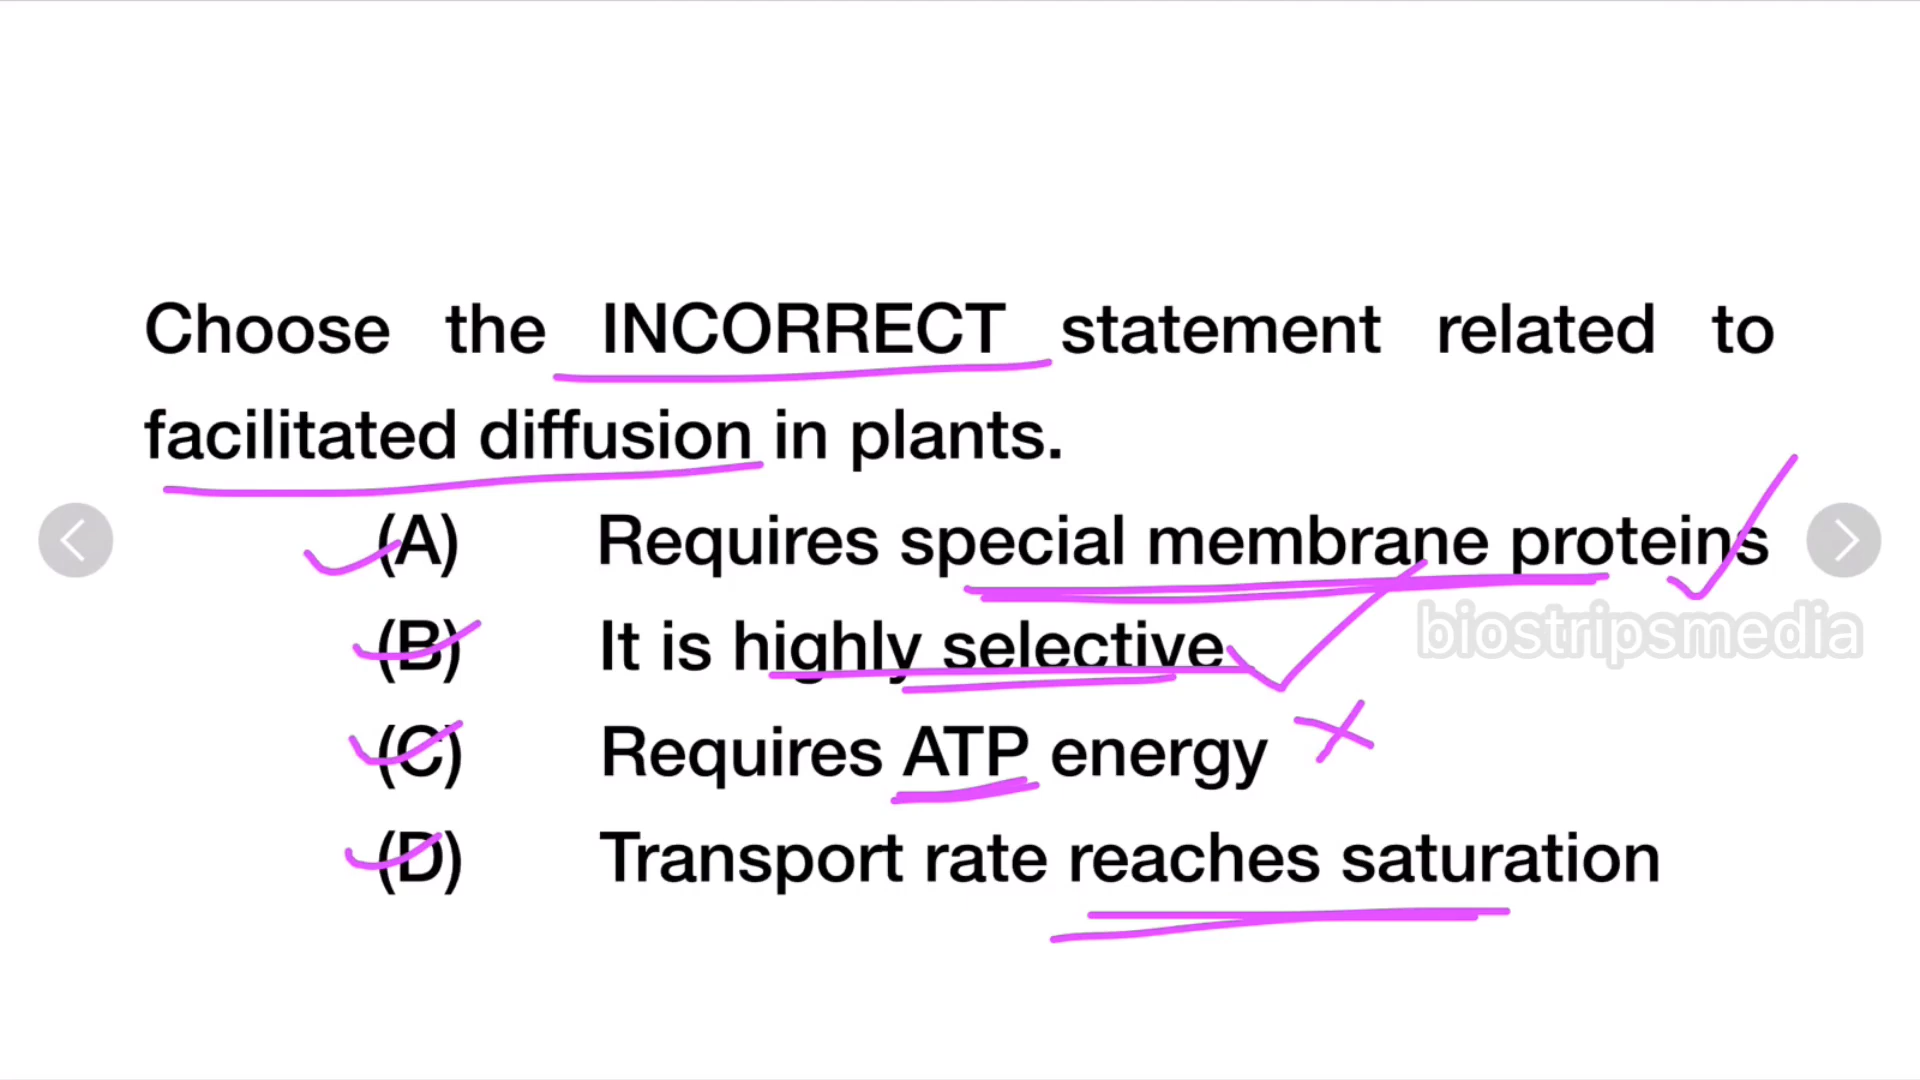 Choose the INCORRECT statement related to
facilitated diffusion in plants.
(A) Requires special membrane proteins
(B) It is highly selective
(C) Requires ATP energy
(D) Transport rate reaches saturation
biostripsmedia